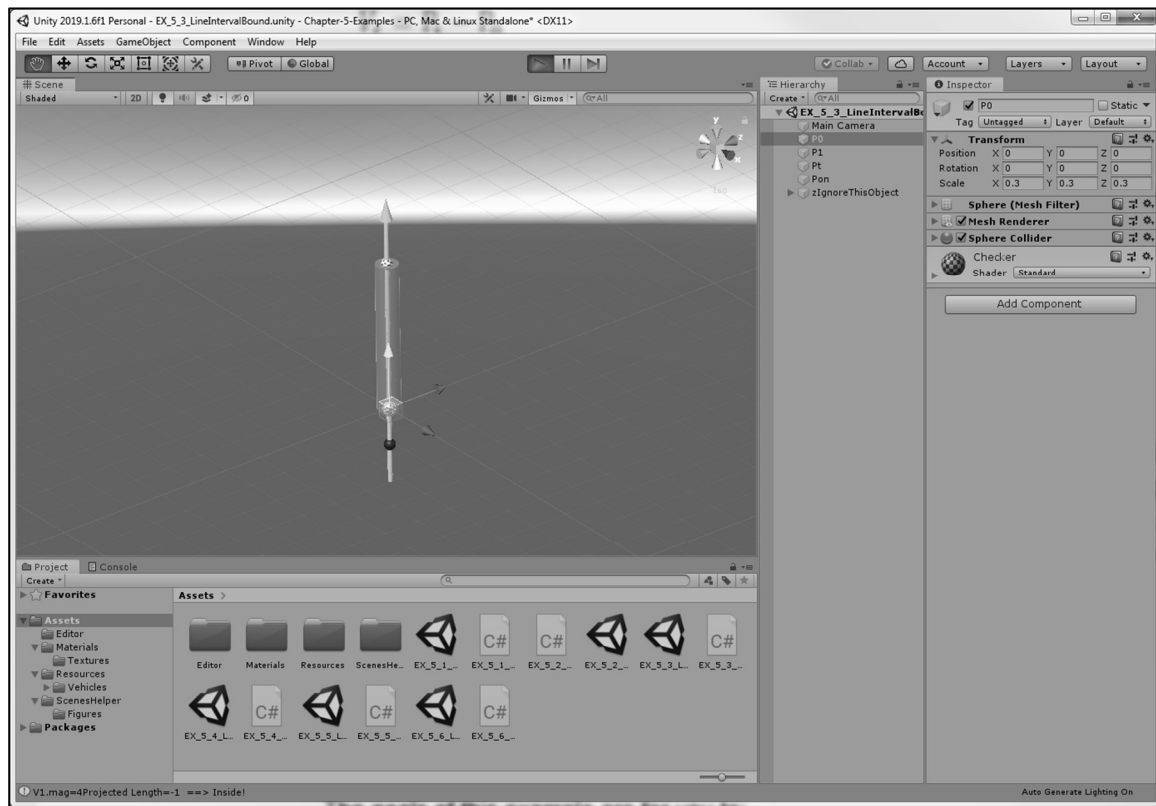 Unity 2019.1.6f1 Personal - EX_5_3_LineIntervalBound.unity - Chapter-5-Examples - PC, Mac & Linux Standalone* <DX11>
File Edit Assets GameObject Component Window Help
Pivot Global
Collab Account Layers Layout
Scene
Shaded 2D 0 Gizmos All
y
z
x
Iso
Hierarchy
Create All
EX_5_3_LineIntervalBo
Main Camera
P0
P1
Pt
Pon
zIgnoreThisObject
Inspector
P0 Static
Tag Untagged Layer Default
Transform
Position X 0 Y 0 Z 0
Rotation X 0 Y 0 Z 0
Scale X 0.3 Y 0.3 Z 0.3
Sphere (Mesh Filter)
Mesh Renderer
Sphere Collider
Checker
Shader Standard
Add Component
Project Console
Create
Favorites
Assets
Editor
Materials
Textures
Resources
Vehicles
ScenesHelper
Figures
Packages
Assets >
Editor Materials Resources ScenesHe... EX_5_1_... EX_5_1_... EX_5_2_... EX_5_2_... EX_5_3_L... EX_5_3_...
C# C# C#
EX_5_4_L... EX_5_4_... EX_5_5_L... EX_5_5_... EX_5_6_L... EX_5_6_...
C# C# C#
V1.mag=4Projected Length=-1 ==> Inside!
Auto Generate Lighting On